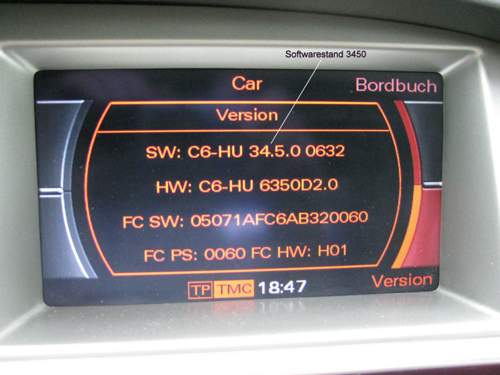 Softwarestand 3450
Car
Bordbuch
Version
SW: C6-HU 34.5.0 0632
HW: C6-HU 6350D2.0
FC SW: 05071AFC6AB320060
FC PS: 0060 FC HW: H01
TP TMC 18:47
Version